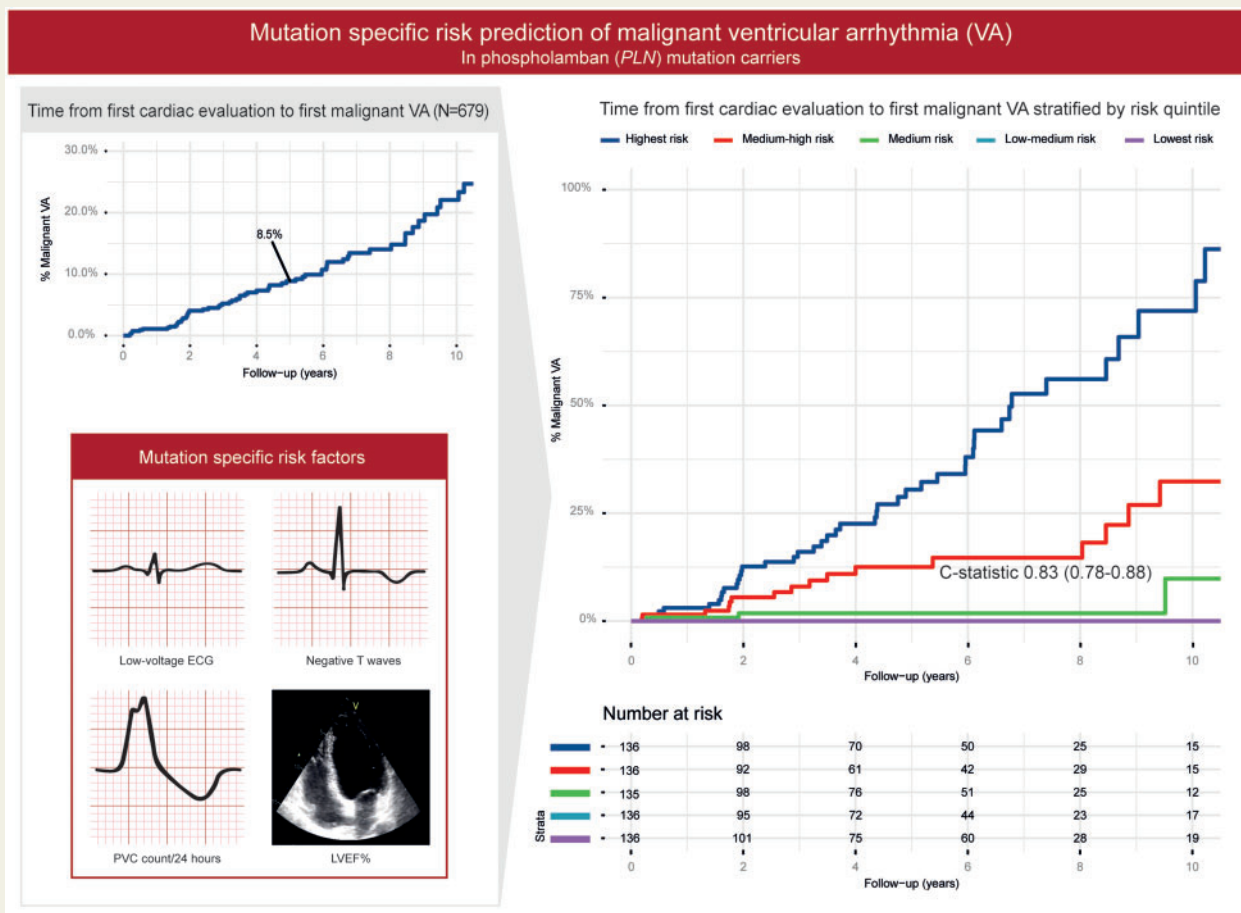 Mutation specific risk prediction of malignant ventricular arrhythmia (VA)
In phospholamban (PLN) mutation carriers
Time from first cardiac evaluation to first malignant VA (N=679)
30.0%
20.0%
10.0%
0.0%
% Malignant VA
8.5%
0 2 4 6 8 10
Follow-up (years)
Mutation specific risk factors
Low-voltage ECG
Negative T waves
PVC count/24 hours
V
LVEF%
Time from first cardiac evaluation to first malignant VA stratified by risk quintile
Highest risk Medium-high risk Medium risk Low-medium risk Lowest risk
100%
75%
50%
25%
0%
% Malignant VA
C-statistic 0.83 (0.78-0.88)
0 2 4 6 8 10
Follow-up (years)
Number at risk
Strata
136 98 70 50 25 15
136 92 61 42 29 15
135 98 76 51 25 12
136 95 72 44 23 17
136 101 75 60 28 19
0 2 4 6 8 10
Follow-up (years)